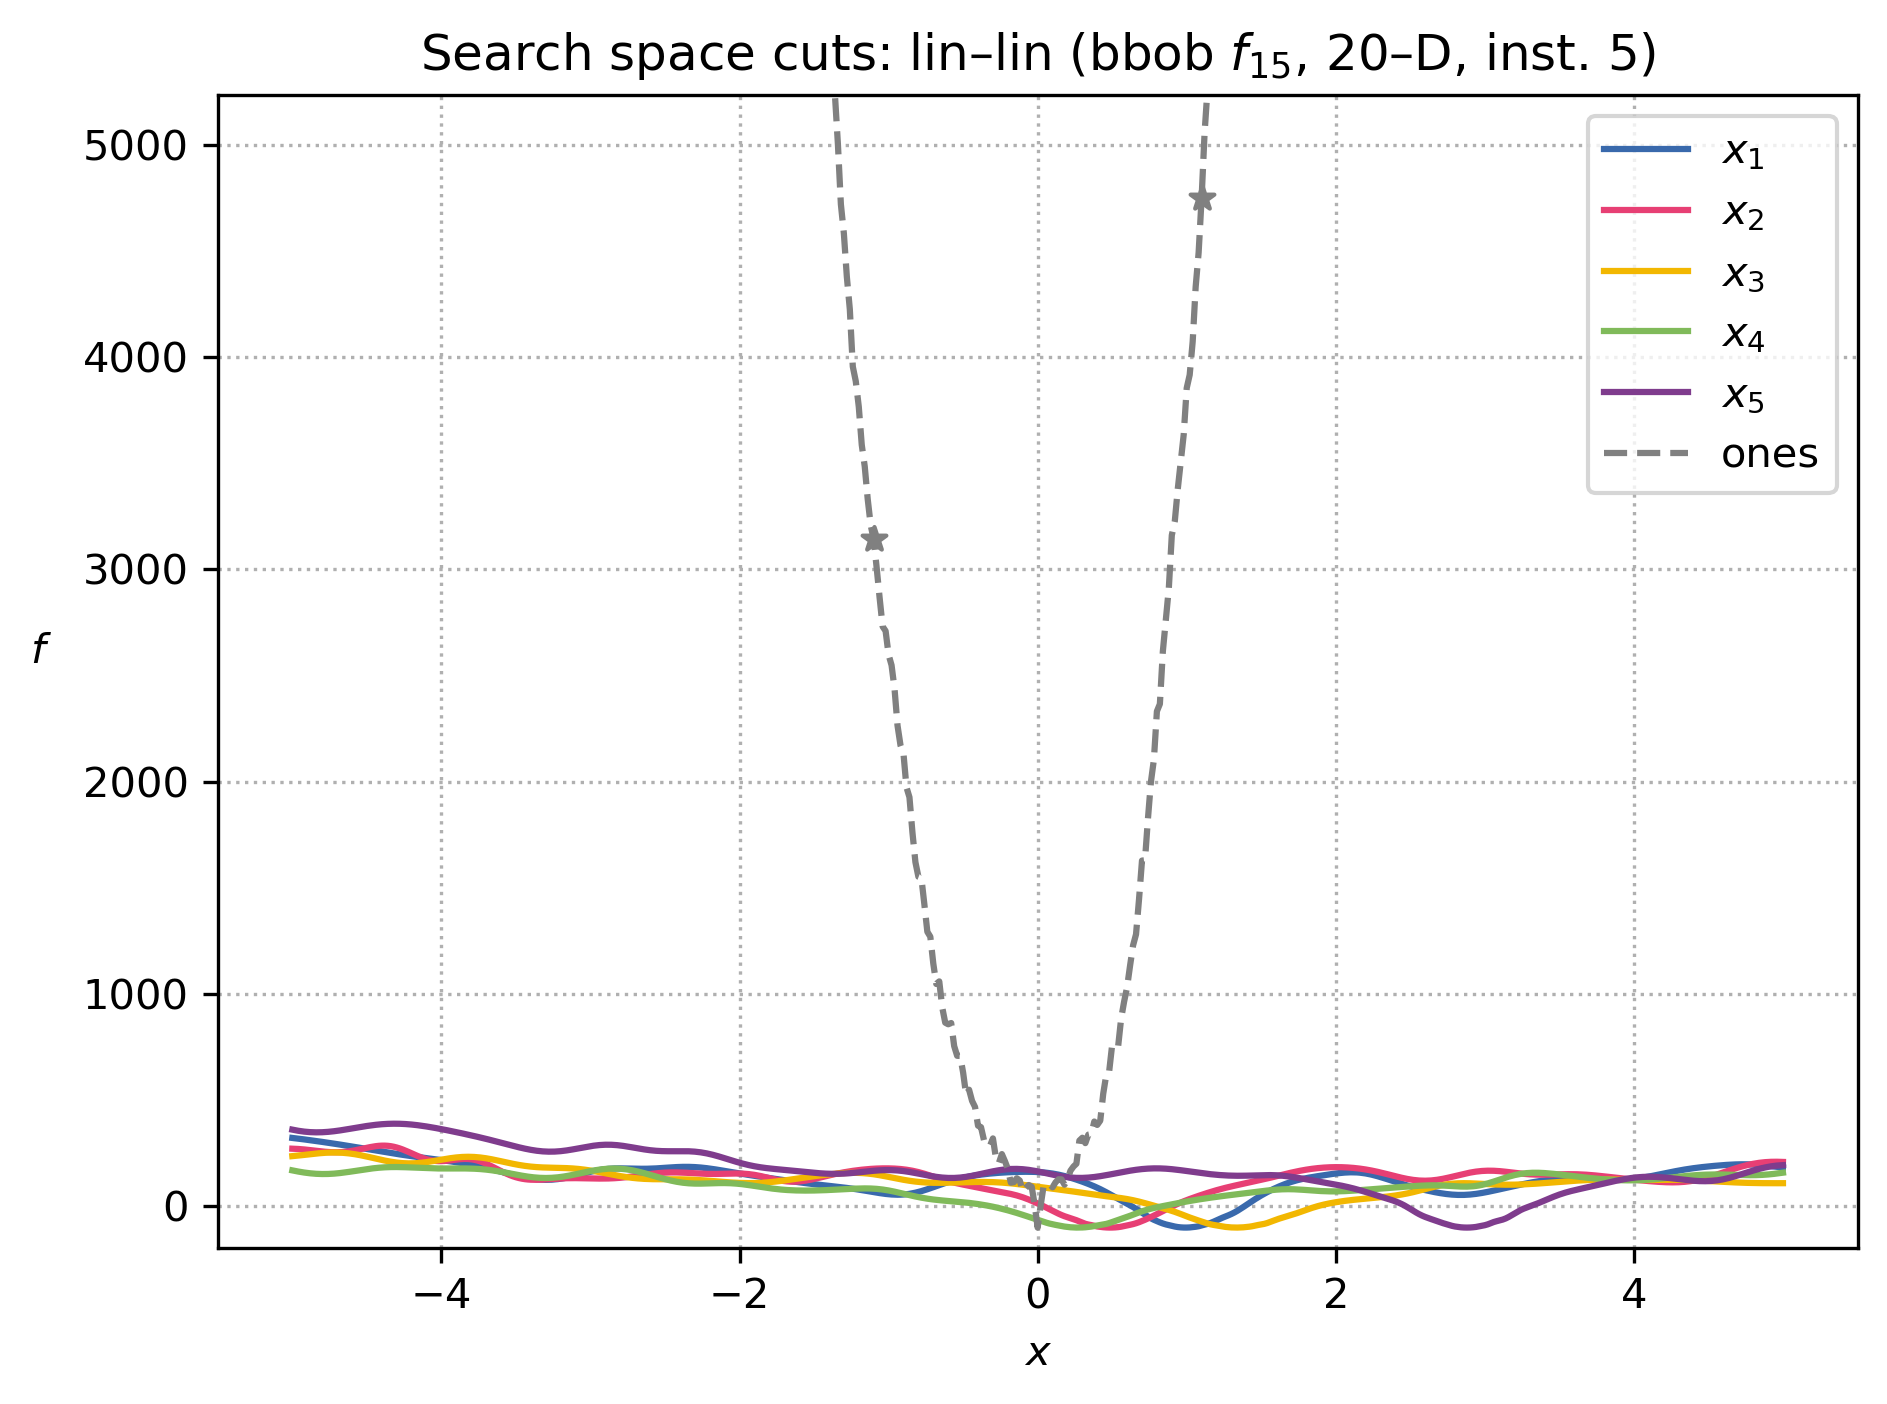 Search space cuts: lin–lin (bbob f₁₅, 20–D, inst. 5)
5000
4000
3000
2000
1000
0
f
x₁
x₂
x₃
x₄
x₅
ones
−4 −2 0 2 4
x